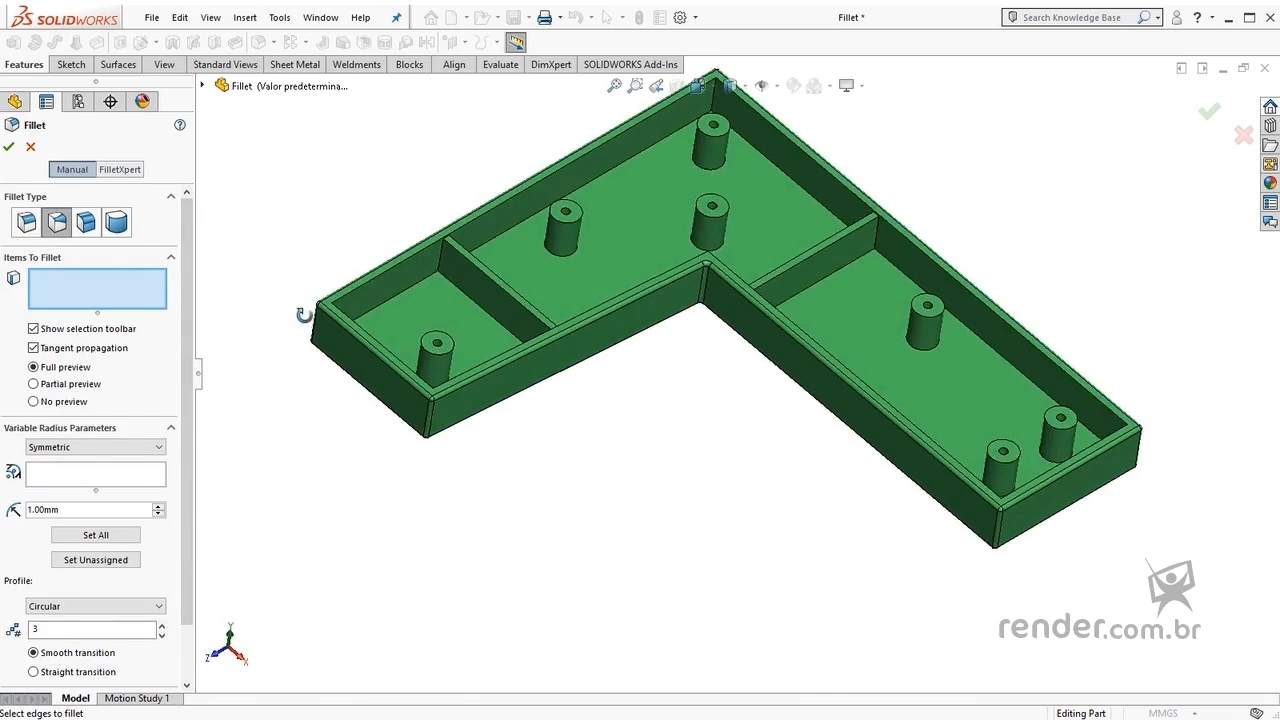 SOLIDWORKS File Edit View Insert Tools Window Help Fillet * Search Knowledge Base
Features Sketch Surfaces View Standard Views Sheet Metal Weldments Blocks Align Evaluate DimXpert SOLIDWORKS Add-Ins
Fillet (Valor predetermina...
Fillet
Manual FilletXpert
Fillet Type
Items To Fillet
Show selection toolbar
Tangent propagation
Full preview
Partial preview
No preview
Variable Radius Parameters
Symmetric
1.00mm
Set All
Set Unassigned
Profile:
Circular
3
Smooth transition
Straight transition
Y
Z X
render.com.br
Model Motion Study 1
Select edges to fillet Editing Part MMGS